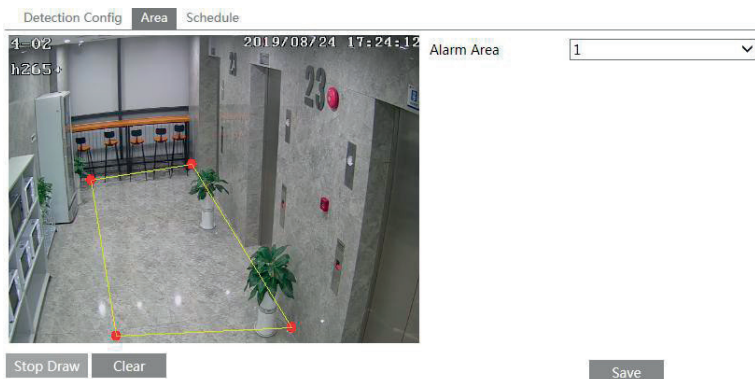 Detection Config Area Schedule
4 02 2019/08/24 17:24:12
h265+
23
23
Alarm Area 1
Stop Draw Clear
Save